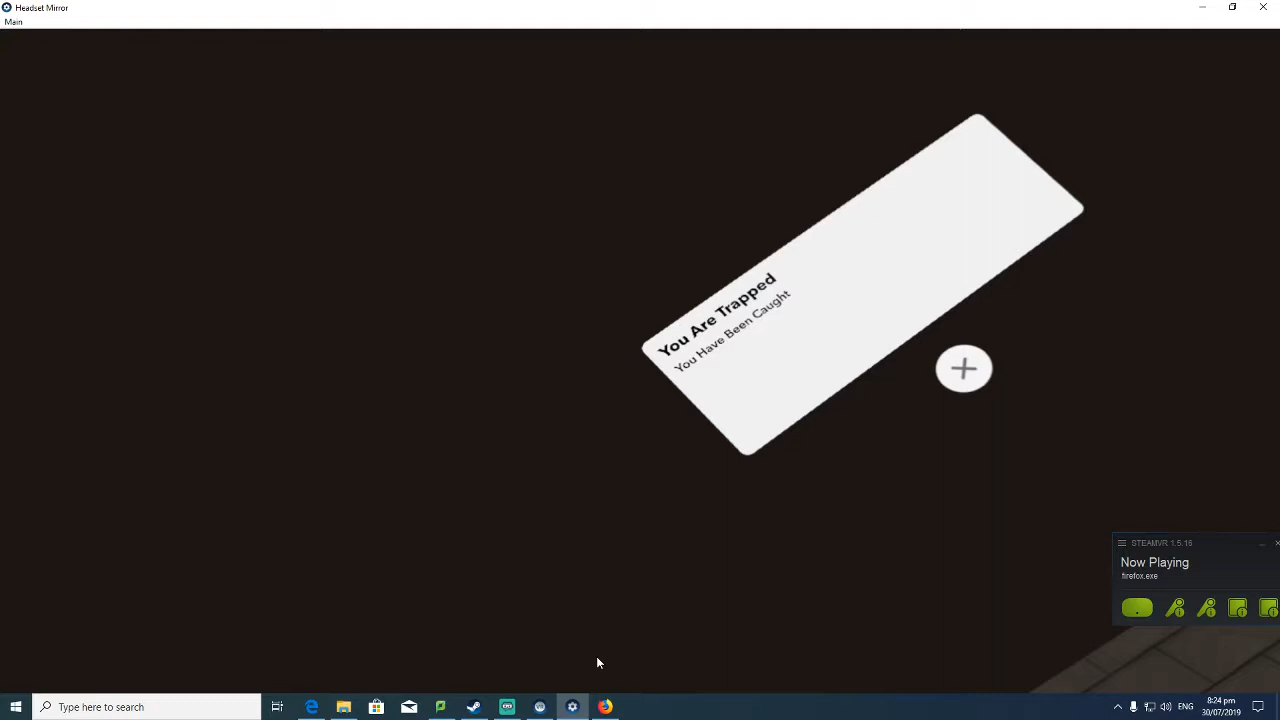 Headset Mirror
Main
You Are Trapped
You Have Been Caught
STEAMVR 1.5.16
Now Playing
firefox.exe
Type here to search
ENG
8:24 pm
30/07/2019